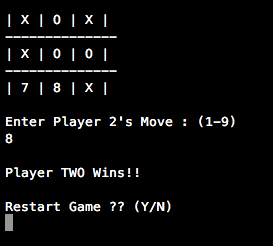 | X | O | X |
--------------
| X | O | O |
--------------
| 7 | 8 | X |
Enter Player 2's Move : (1-9)
8
Player TWO Wins!!
Restart Game ?? (Y/N)